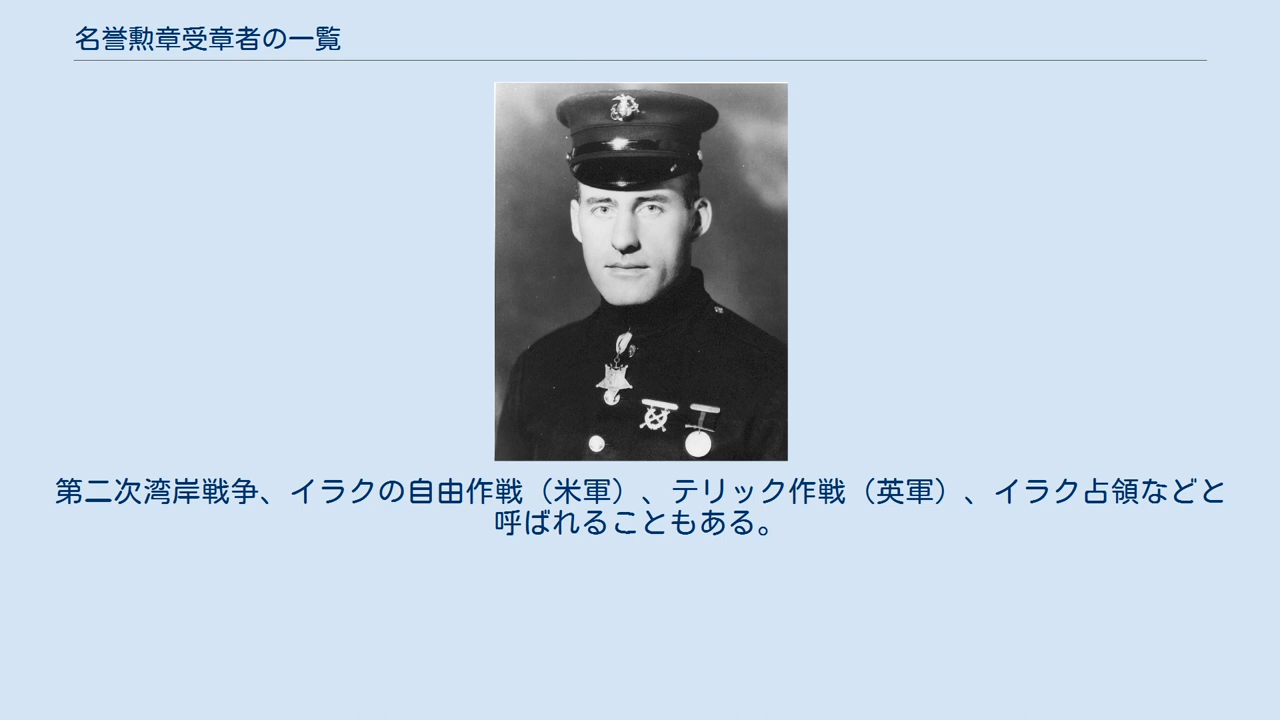 名誉勲章受章者の一覧
第二次湾岸戦争、イラクの自由作戦（米軍）、テリック作戦（英軍）、イラク占領などと
呼ばれることもある。